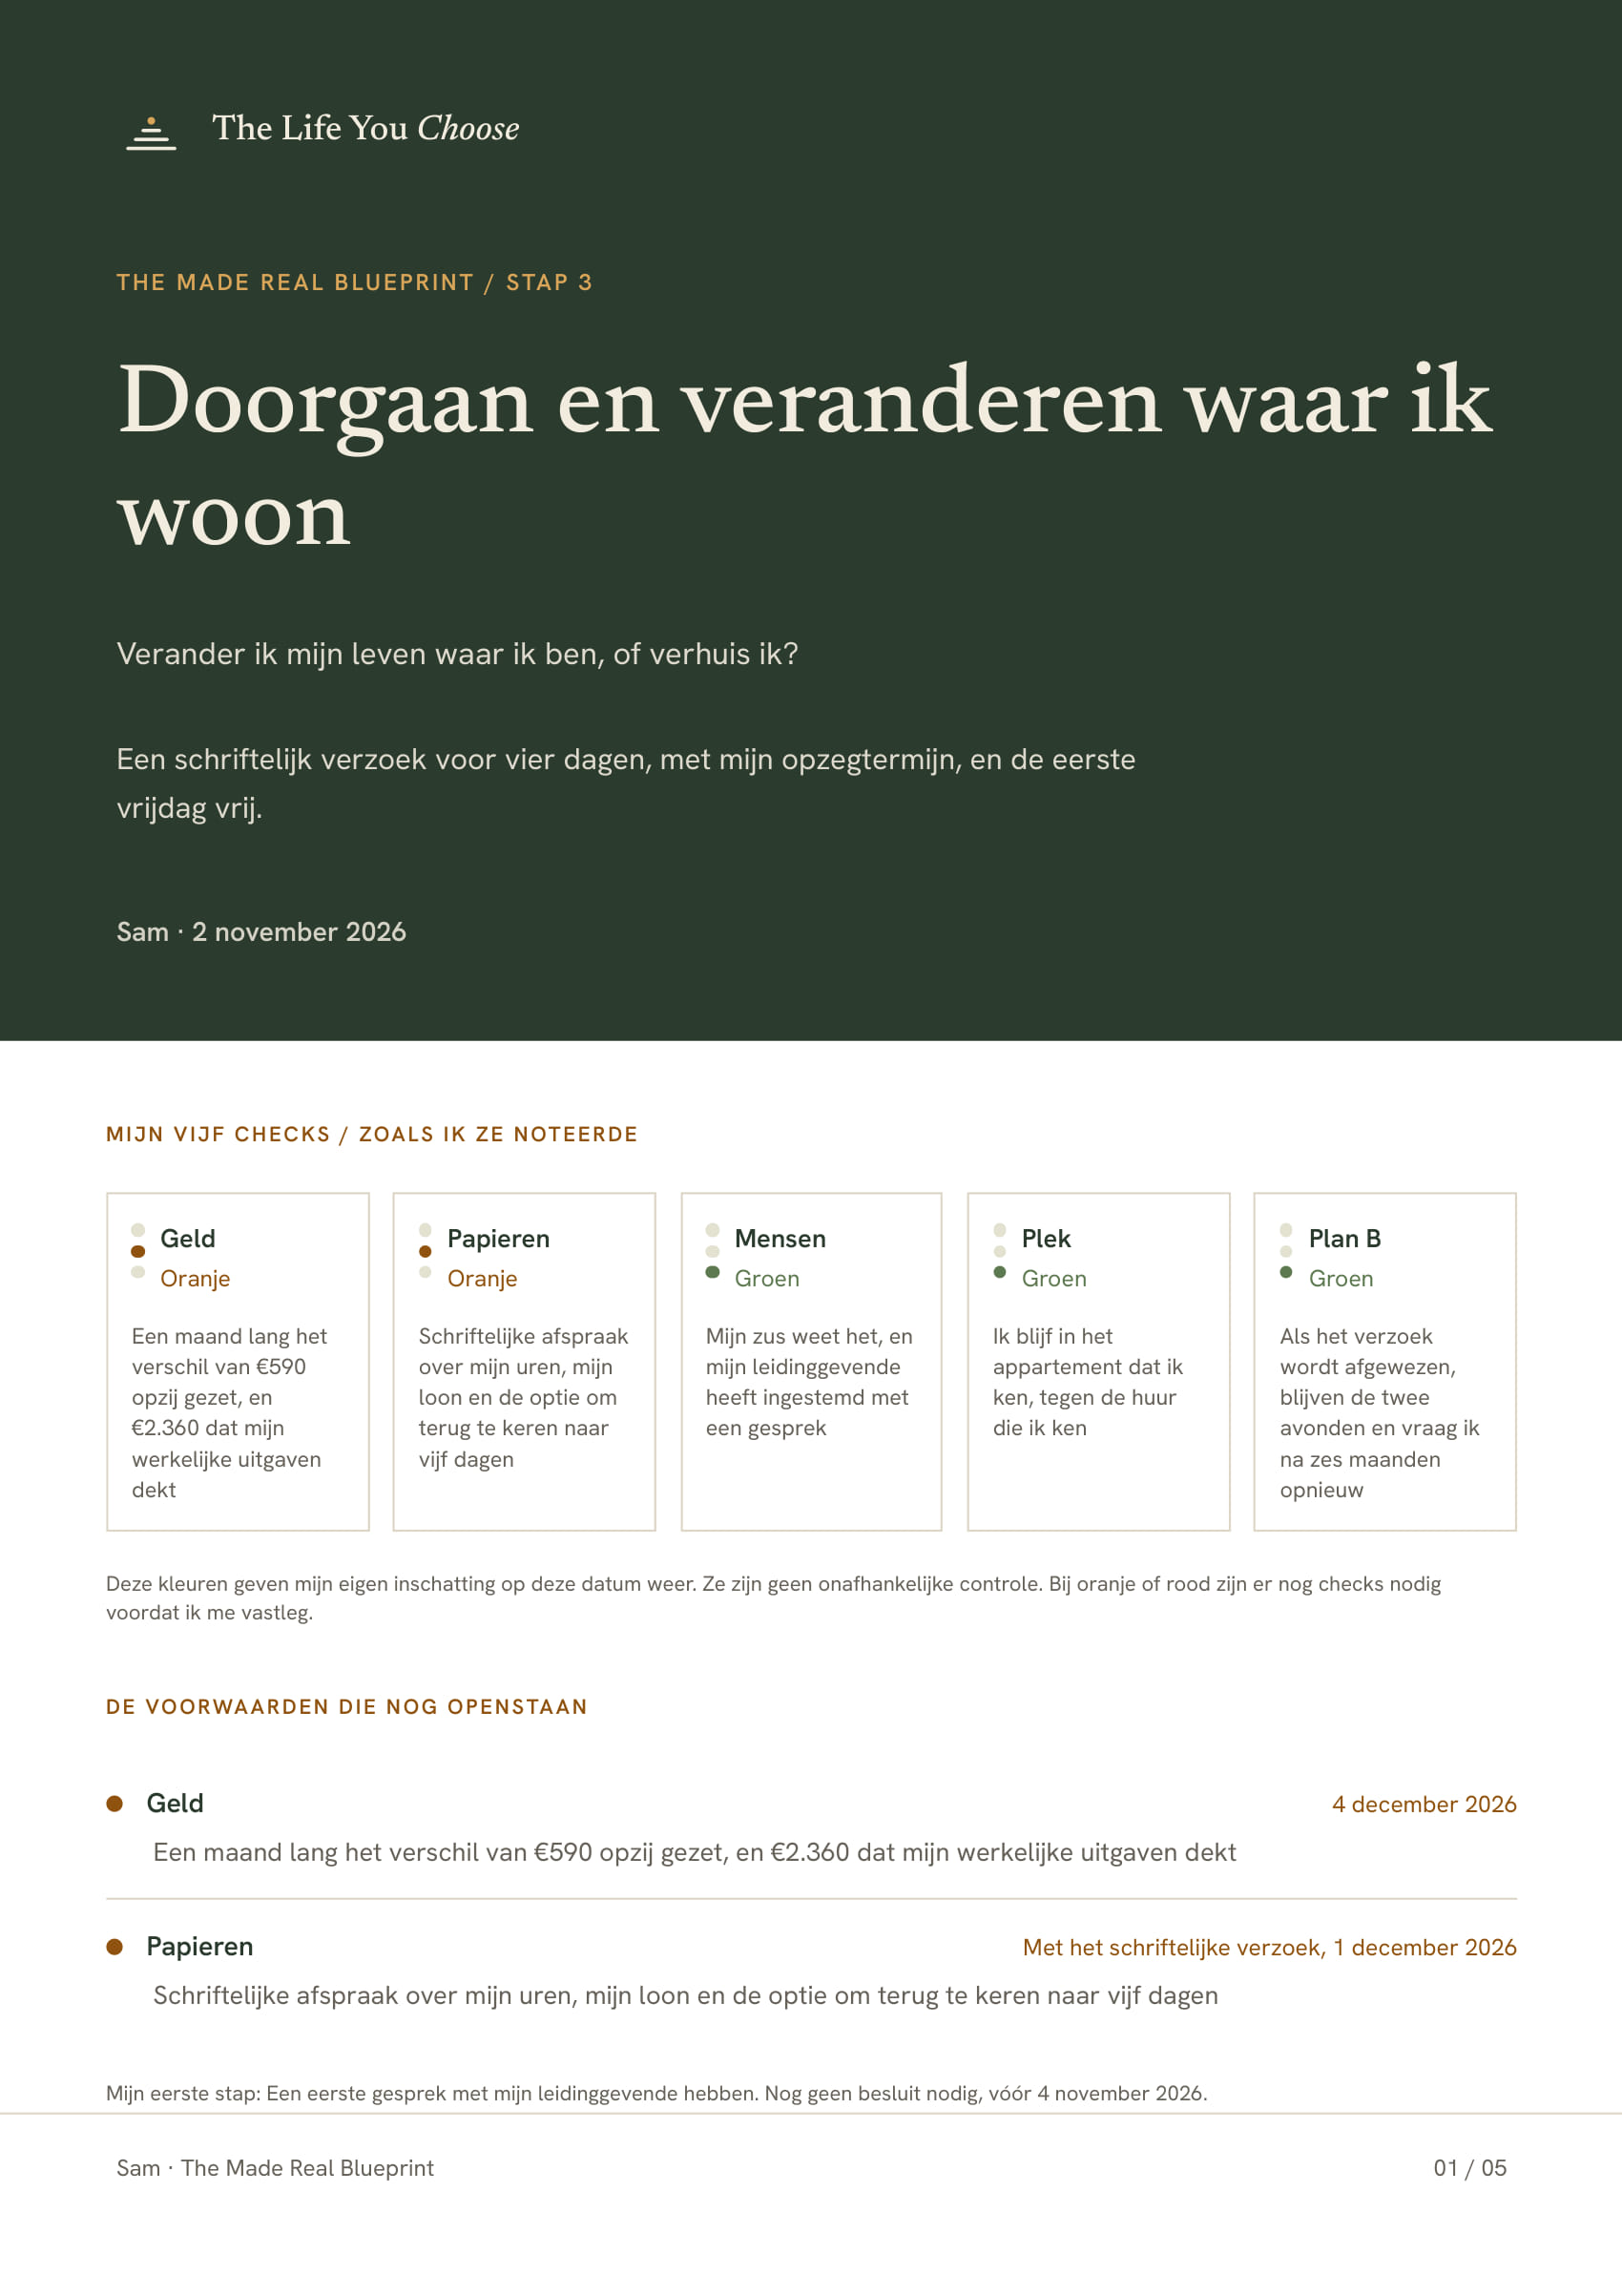 The Life You Choose
THE MADE REAL BLUEPRINT / STAP 3
Doorgaan en veranderen waar ik
woon
Verander ik mijn leven waar ik ben, of verhuis ik?
Een schriftelijk verzoek voor vier dagen, met mijn opzegtermijn, en de eerste
vrijdag vrij.
Sam · 2 november 2026
MIJN VIJF CHECKS / ZOALS IK ZE NOTEERDE
Geld
Oranje
Een maand lang het
verschil van €590
opzij gezet, en
€2.360 dat mijn
werkelijke uitgaven
dekt
Papieren
Oranje
Schriftelijke afspraak
over mijn uren, mijn
loon en de optie om
terug te keren naar
vijf dagen
Mensen
Groen
Mijn zus weet het, en
mijn leidinggevende
heeft ingestemd met
een gesprek
Plek
Groen
Ik blijf in het
appartement dat ik
ken, tegen de huur
die ik ken
Plan B
Groen
Als het verzoek
wordt afgewezen,
blijven de twee
avonden en vraag ik
na zes maanden
opnieuw
Deze kleuren geven mijn eigen inschatting op deze datum weer. Ze zijn geen onafhankelijke controle. Bij oranje of rood zijn er nog checks nodig
voordat ik me vastleg.
DE VOORWAARDEN DIE NOG OPENSTAAN
Geld
4 december 2026
Een maand lang het verschil van €590 opzij gezet, en €2.360 dat mijn werkelijke uitgaven dekt
Papieren
Met het schriftelijke verzoek, 1 december 2026
Schriftelijke afspraak over mijn uren, mijn loon en de optie om terug te keren naar vijf dagen
Mijn eerste stap: Een eerste gesprek met mijn leidinggevende hebben. Nog geen besluit nodig, vóór 4 november 2026.
Sam · The Made Real Blueprint
01 / 05